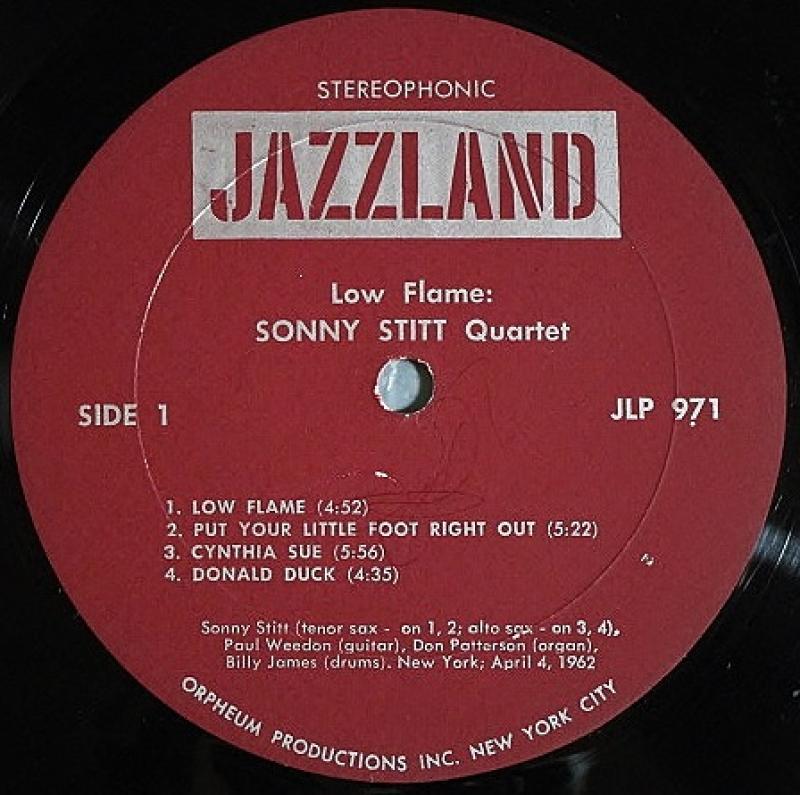 STEREOPHONIC
JAZZLAND
Low Flame:
SONNY STITT Quartet
SIDE 1
JLP 971
1. LOW FLAME (4:52)
2. PUT YOUR LITTLE FOOT RIGHT OUT (5:22)
3. CYNTHIA SUE (5:56)
4. DONALD DUCK (4:35)
Sonny Stitt (tenor sax - on 1, 2; alto sax - on 3, 4),
Paul Weedon (guitar), Don Patterson (organ),
Billy James (drums). New York; April 4, 1962
ORPHEUM PRODUCTIONS INC. NEW YORK CITY